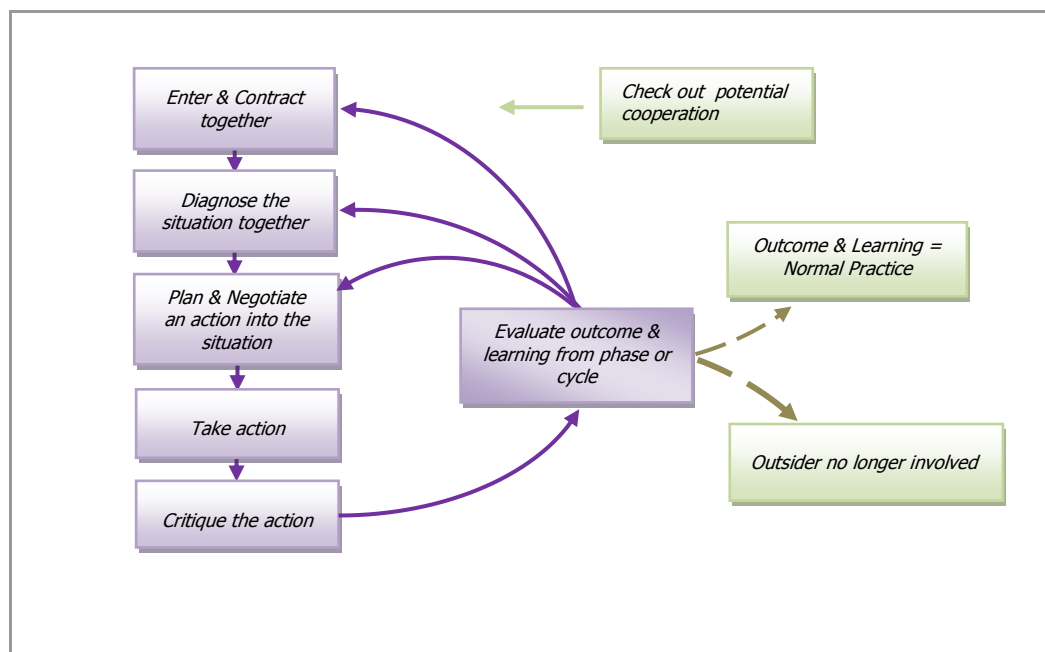 Enter & Contract
together
Check out potential
cooperation
Diagnose the
situation together
Outcome & Learning =
Normal Practice
Plan & Negotiate
an action into the
situation
Evaluate outcome &
learning from phase or
cycle
Take action
Outsider no longer involved
Critique the action